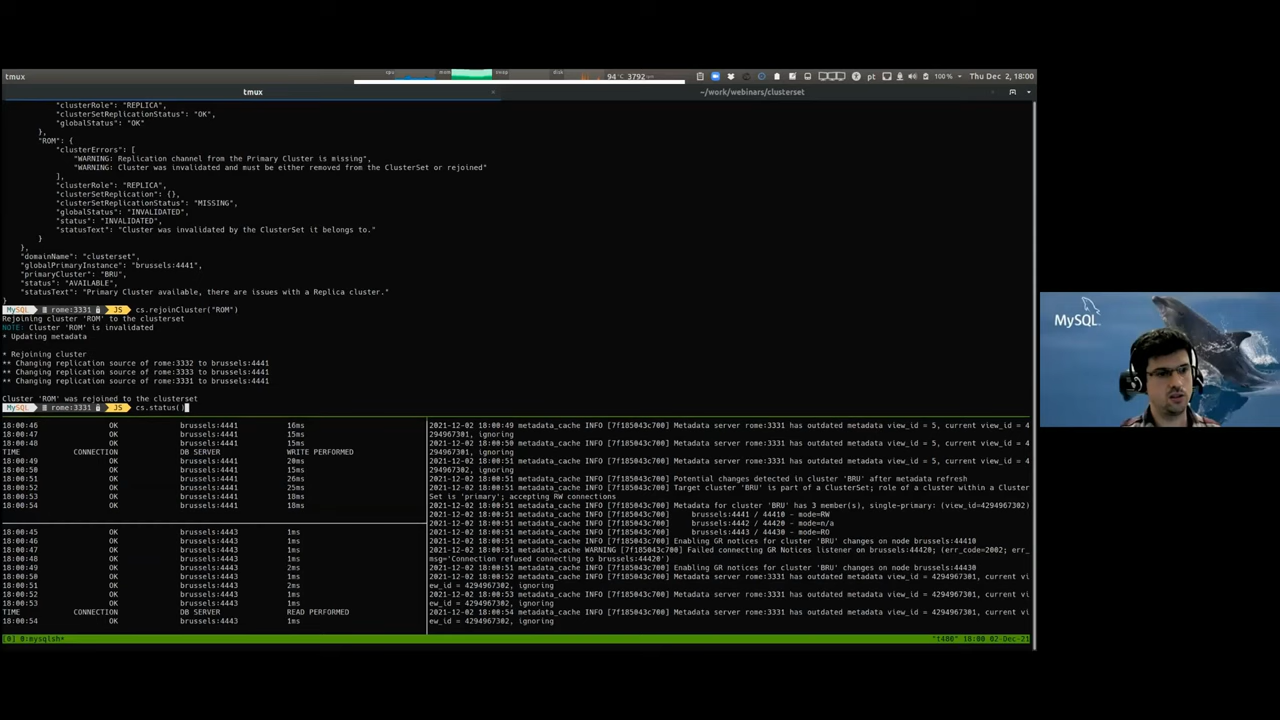 tmux
cpu
mem
swap
disk
94°C 3792
pt
100 %
Thu Dec 2, 18:00
tmux
×
~/work/webinars/clusterset
"clusterRole": "REPLICA",
"clusterSetReplicationStatus": "OK",
"globalStatus": "OK"
},
"ROM": {
"clusterErrors": [
"WARNING: Replication channel from the Primary Cluster is missing",
"WARNING: Cluster was invalidated and must be either removed from the ClusterSet or rejoined"
],
"clusterRole": "REPLICA",
"clusterSetReplication": {},
"clusterSetReplicationStatus": "MISSING",
"globalStatus": "INVALIDATED",
"status": "INVALIDATED",
"statusText": "Cluster was invalidated by the ClusterSet it belongs to."
}
},
"domainName": "clusterset",
"globalPrimaryInstance": "brussels:4441",
"primaryCluster": "BRU",
"status": "AVAILABLE",
"statusText": "Primary Cluster available, there are issues with a Replica cluster."
}
MySQL rome:3331 JS cs.rejoinCluster("ROM")
Rejoining cluster 'ROM' to the clusterset
NOTE: Cluster 'ROM' is invalidated
* Updating metadata
* Rejoining cluster
** Changing replication source of rome:3332 to brussels:4441
** Changing replication source of rome:3333 to brussels:4441
** Changing replication source of rome:3331 to brussels:4441
Cluster 'ROM' was rejoined to the clusterset
MySQL rome:3331 JS cs.status()
18:00:46 OK brussels:4441 16ms
18:00:47 OK brussels:4441 15ms
18:00:48 OK brussels:4441 15ms
TIME CONNECTION DB SERVER WRITE PERFORMED
18:00:49 OK brussels:4441 20ms
18:00:50 OK brussels:4441 15ms
18:00:51 OK brussels:4441 26ms
18:00:52 OK brussels:4441 25ms
18:00:53 OK brussels:4441 18ms
18:00:54 OK brussels:4441 18ms
18:00:45 OK brussels:4443 1ms
18:00:46 OK brussels:4443 1ms
18:00:47 OK brussels:4443 1ms
18:00:48 OK brussels:4443 1ms
18:00:49 OK brussels:4443 2ms
18:00:50 OK brussels:4443 1ms
18:00:51 OK brussels:4443 2ms
18:00:52 OK brussels:4443 1ms
18:00:53 OK brussels:4443 1ms
TIME CONNECTION DB SERVER READ PERFORMED
18:00:54 OK brussels:4443 1ms
2021-12-02 18:00:49 metadata_cache INFO [7f185043c700] Metadata server rome:3331 has outdated metadata view_id = 5, current view_id = 4
294967301, ignoring
2021-12-02 18:00:50 metadata_cache INFO [7f185043c700] Metadata server rome:3331 has outdated metadata view_id = 5, current view_id = 4
294967301, ignoring
2021-12-02 18:00:51 metadata_cache INFO [7f185043c700] Metadata server rome:3331 has outdated metadata view_id = 5, current view_id = 4
294967302, ignoring
2021-12-02 18:00:51 metadata_cache INFO [7f185043c700] Potential changes detected in cluster 'BRU' after metadata refresh
2021-12-02 18:00:51 metadata_cache INFO [7f185043c700] Target cluster 'BRU' is part of a ClusterSet; role of a cluster within a Cluster
Set is 'primary'; accepting RW connections
2021-12-02 18:00:51 metadata_cache INFO [7f185043c700] Metadata for cluster 'BRU' has 3 member(s), single-primary: (view_id=4294967302)
2021-12-02 18:00:51 metadata_cache INFO [7f185043c700] brussels:4441 / 44410 - mode=RW
2021-12-02 18:00:51 metadata_cache INFO [7f185043c700] brussels:4442 / 44420 - mode=n/a
2021-12-02 18:00:51 metadata_cache INFO [7f185043c700] brussels:4443 / 44430 - mode=RO
2021-12-02 18:00:51 metadata_cache INFO [7f185043c700] Enabling GR notices for cluster 'BRU' changes on node brussels:44410
2021-12-02 18:00:51 metadata_cache WARNING [7f185043c700] Failed connecting GR Notices listener on brussels:44420; (err_code=2002; err_
msg='Connection refused connecting to brussels:44420')
2021-12-02 18:00:51 metadata_cache INFO [7f185043c700] Enabling GR notices for cluster 'BRU' changes on node brussels:44430
2021-12-02 18:00:52 metadata_cache INFO [7f185043c700] Metadata server rome:3331 has outdated metadata view_id = 4294967301, current vi
ew_id = 4294967302, ignoring
2021-12-02 18:00:53 metadata_cache INFO [7f185043c700] Metadata server rome:3331 has outdated metadata view_id = 4294967301, current vi
ew_id = 4294967302, ignoring
2021-12-02 18:00:54 metadata_cache INFO [7f185043c700] Metadata server rome:3331 has outdated metadata view_id = 4294967301, current vi
ew_id = 4294967302, ignoring
[0] 0:mysqlsh*
"t480" 18:00 02-Dec-21
MySQL